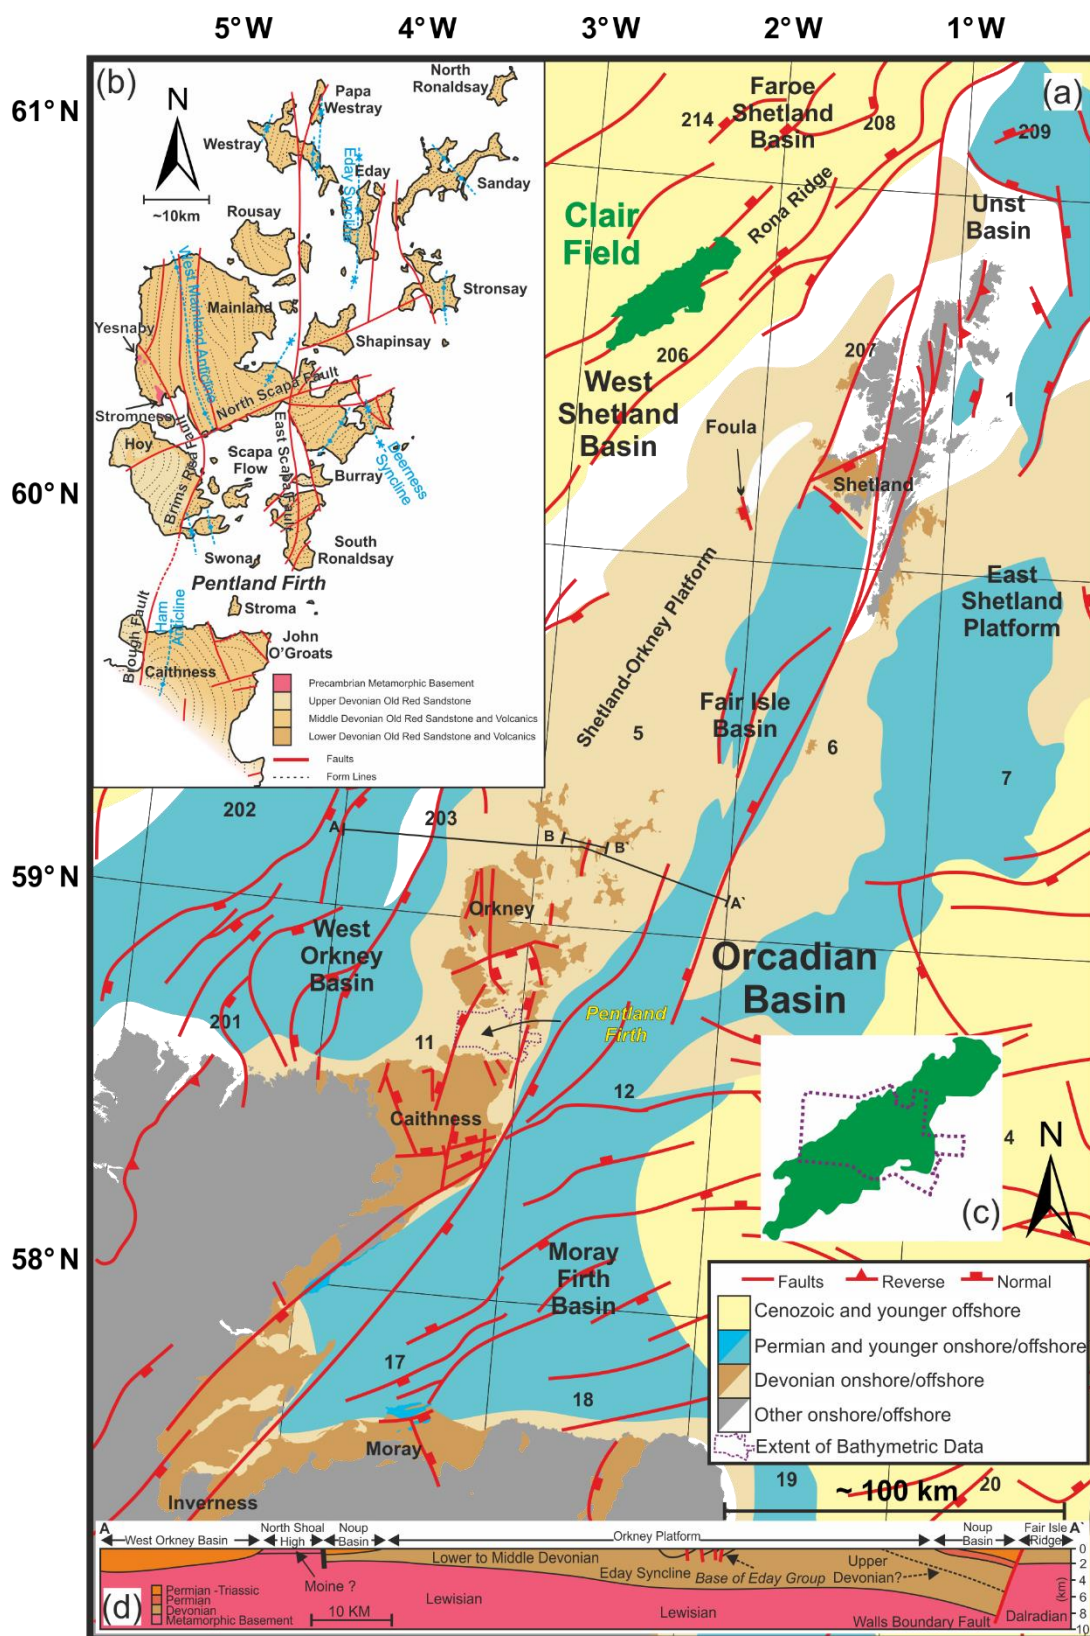 5°W 4°W 3°W 2°W 1°W
61°N
60°N
59°N
58°N
(b)
N
~10km
North
Ronaldsay
Papa
Westray
Westray
Eday
Eday Syncline
Sanday
Rousay
West Mainland Anticline
Mainland
Stronsay
Yesnaby
Shapinsay
North Scapa Fault
Stromness
Hoy
Scapa
Flow
East Scapa Fault
Deerness
Syncline
Burray
Brims Risa Fault
Swona
South
Ronaldsay
Pentland Firth
Stroma
Ham
Anticline
Brough Fault
John
O'Groats
Caithness
Precambrian Metamorphic Basement
Upper Devonian Old Red Sandstone
Middle Devonian Old Red Sandstone and Volcanics
Lower Devonian Old Red Sandstone and Volcanics
Faults
Form Lines
(a)
Faroe
Shetland
Basin
214
208
209
Rona Ridge
Unst
Basin
Clair
Field
206
207
1
West
Shetland
Basin
Foula
Shetland
East
Shetland
Platform
Shetland-Orkney Platform
Fair Isle
Basin
5
6
7
202
203
A
B
B`
A`
Orkney
West
Orkney
Basin
Orcadian
Basin
201
11
Pentland
Firth
12
Caithness
4
N
(c)
Moray
Firth
Basin
17
18
Moray
Inverness
19
20
~ 100 km
Faults Reverse Normal
Cenozoic and younger offshore
Permian and younger onshore/offshore
Devonian onshore/offshore
Other onshore/offshore
Extent of Bathymetric Data
A
West Orkney Basin
North Shoal
High
Noup
Basin
Orkney Platform
Noup
Basin
Fair Isle
Ridge
A`
Lower to Middle Devonian
Eday Syncline
Base of Eday Group
Upper
Devonian?
Moine ?
(d)
Permian -Triassic
Permian
Devonian
Metamorphic Basement
10 KM
Lewisian
Lewisian
Walls Boundary Fault
Dalradian
0
2
4
6
8
10
(km)